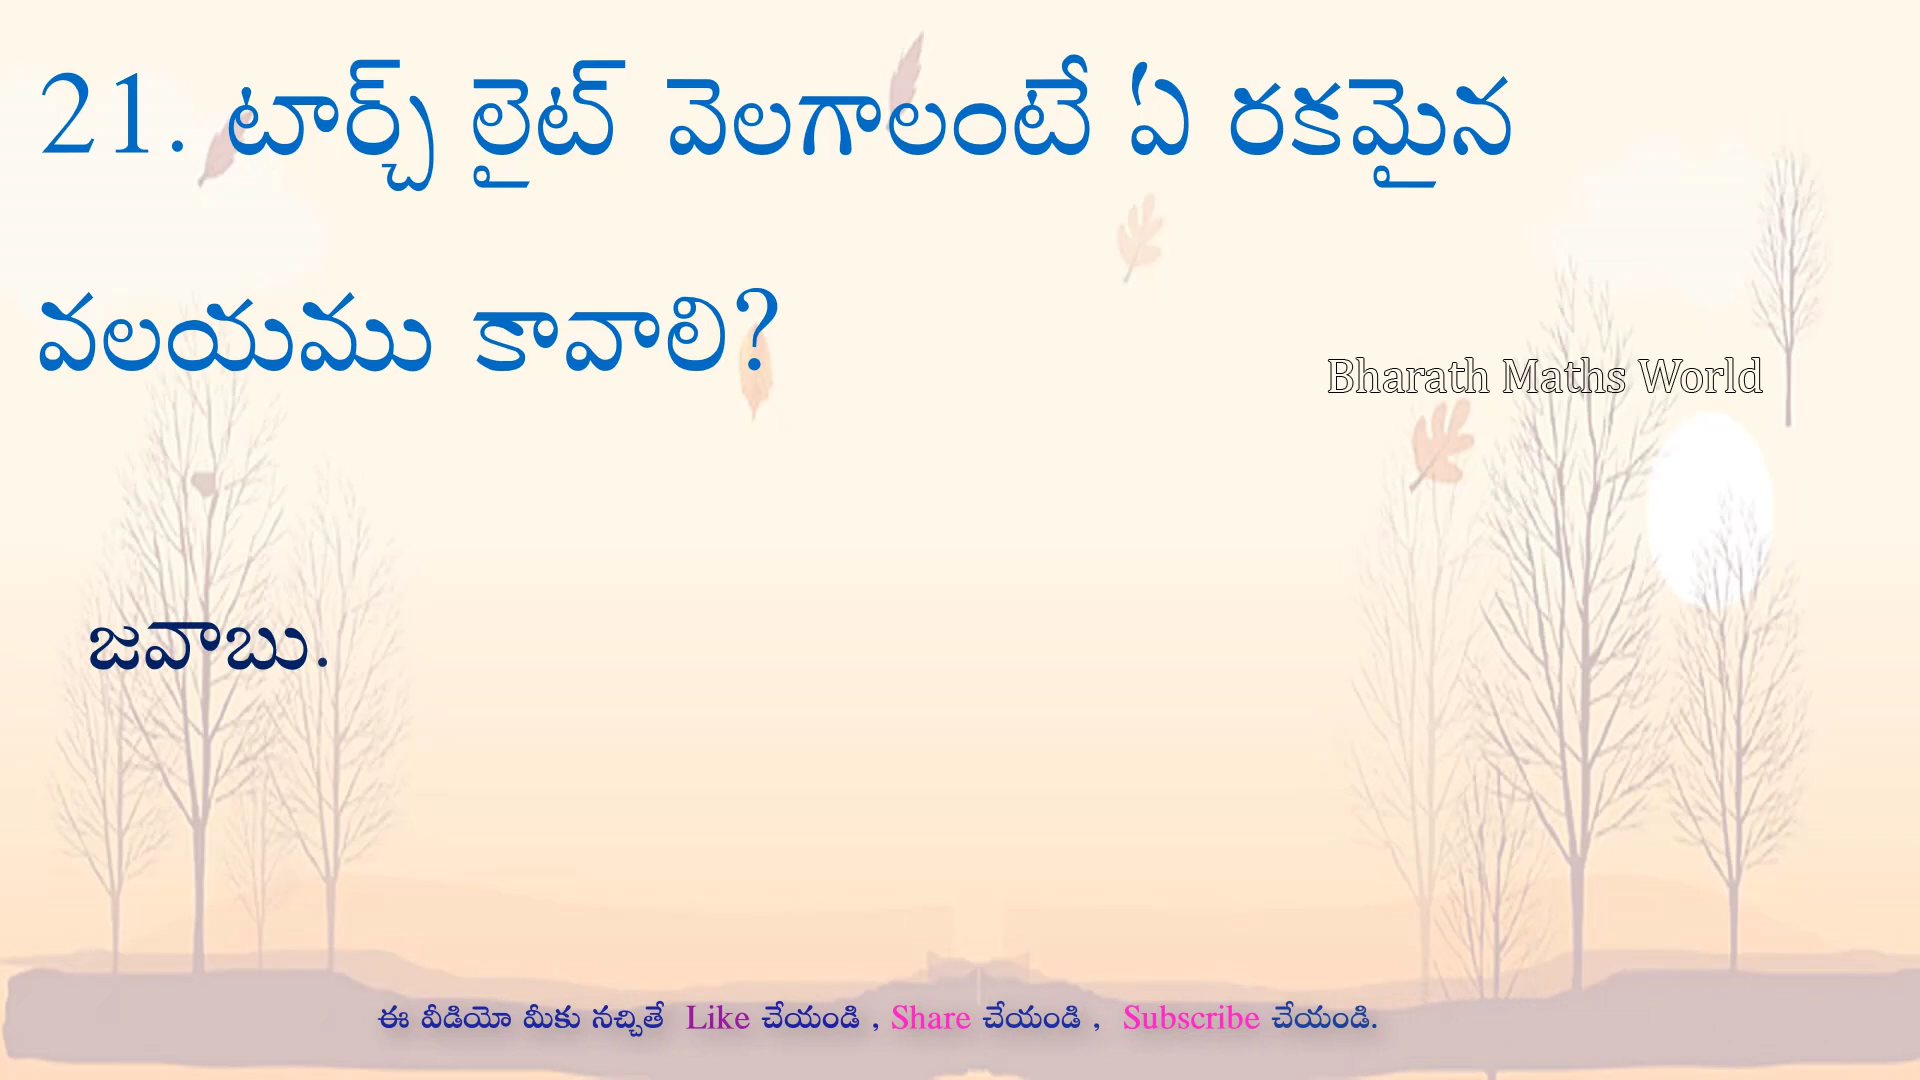 21. టార్చ్ లైట్ వెలగాలంటే ఏ రకమైన
వలయము కావాలి?
Bharath Maths World
జవాబు.
ఈ వీడియో మీకు నచ్చితే Like చేయండి , Share చేయండి , Subscribe చేయండి.